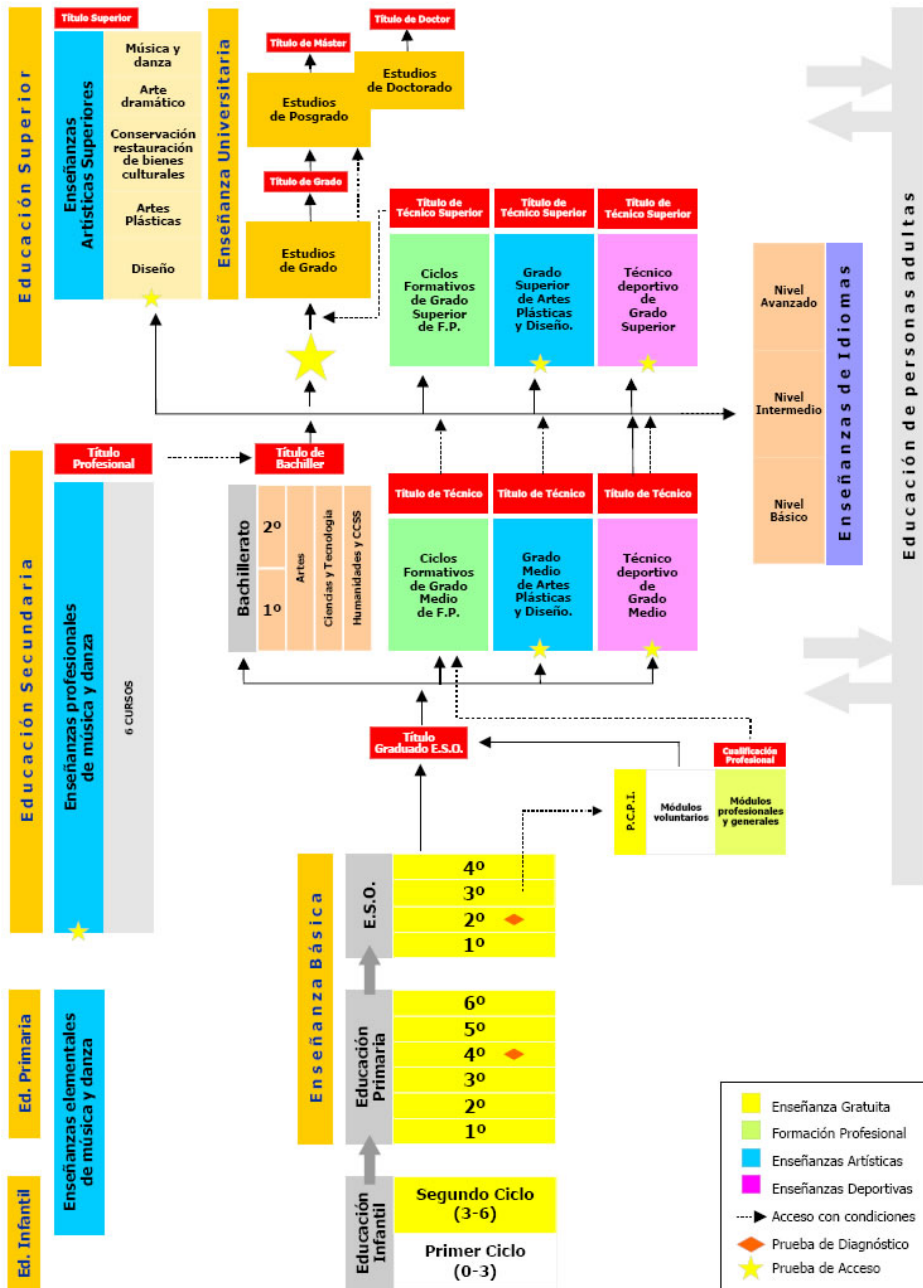 Educación Superior
Título Superior
Enseñanzas
Artísticas Superiores
Música y
danza
Arte
dramático
Conservación
restauración
de bienes
culturales
Artes
Plásticas
Diseño
Enseñanza Universitaria
Título de Máster
Título de Doctor
Estudios
de Posgrado
Estudios
de Doctorado
Título de Grado
Estudios
de Grado
Título de
Técnico Superior
Título de
Técnico Superior
Título de
Técnico Superior
Ciclos
Formativos
de Grado
Superior
de F.P.
Grado
Superior
de Artes
Plásticas
y Diseño.
Técnico
deportivo
de
Grado
Superior
Nivel
Avanzado
Nivel
Intermedio
Nivel
Básico
Enseñanzas de Idiomas
Educación de personas adultas
Educación Secundaria
Título
Profesional
Enseñanzas profesionales
de música y danza
6 CURSOS
Título de
Bachiller
Bachillerato
2º
1º
Artes
Ciencias y Tecnología
Humanidades y CCSS
Título de Técnico
Título de Técnico
Título de Técnico
Ciclos
Formativos
de Grado
Medio
de F.P.
Grado
Medio
de Artes
Plásticas
y Diseño.
Técnico
deportivo
de
Grado
Medio
Título
Graduado E.S.O.
Cualificación
Profesional
P.C.P.I.
Módulos
voluntarios
Módulos
profesionales
y generales
Enseñanza Básica
E.S.O.
4º
3º
2º
1º
Ed. Primaria
Enseñanzas elementales
de música y danza
Educación
Primaria
6º
5º
4º
3º
2º
1º
Ed. Infantil
Educación
Infantil
Segundo Ciclo
(3-6)
Primer Ciclo
(0-3)
Enseñanza Gratuita
Formación Profesional
Enseñanzas Artísticas
Enseñanzas Deportivas
Acceso con condiciones
Prueba de Diagnóstico
Prueba de Acceso